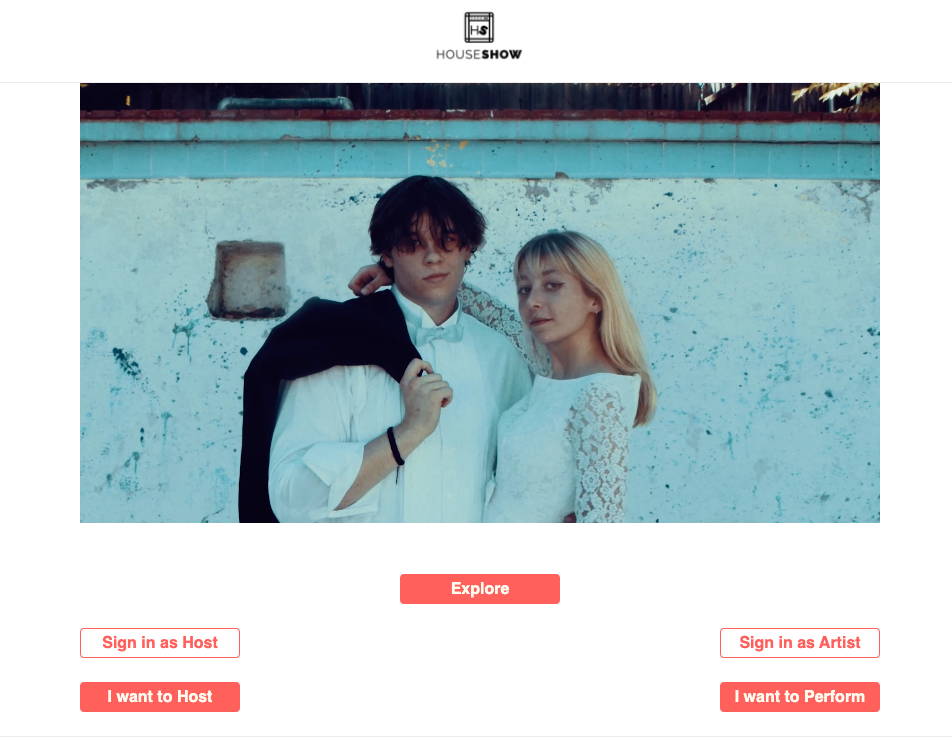 HS
HOUSESHOW
Explore
Sign in as Host
Sign in as Artist
I want to Host
I want to Perform